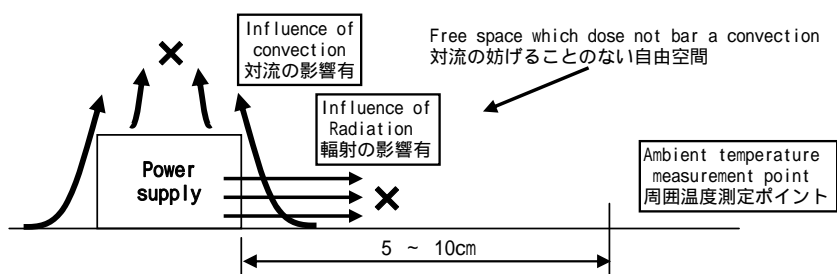 Influence of
convection
対流の影響有
Free space which dose not bar a convection
対流の妨げることのない自由空間
Influence of
Radiation
輻射の影響有
Power
supply
Ambient temperature
measurement point
周囲温度測定ポイント
5 ~ 10cm